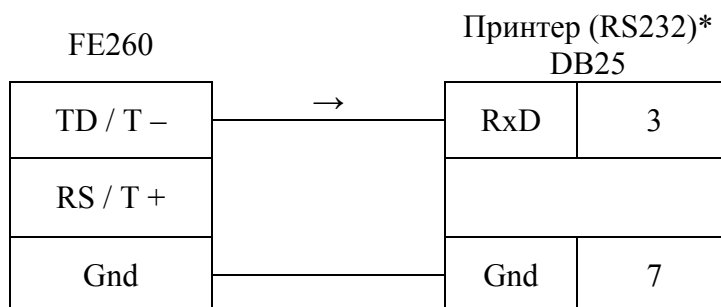 FE260
Принтер (RS232)*
DB25
TD / T –
→
RxD
3
RS / T +
Gnd
Gnd
7